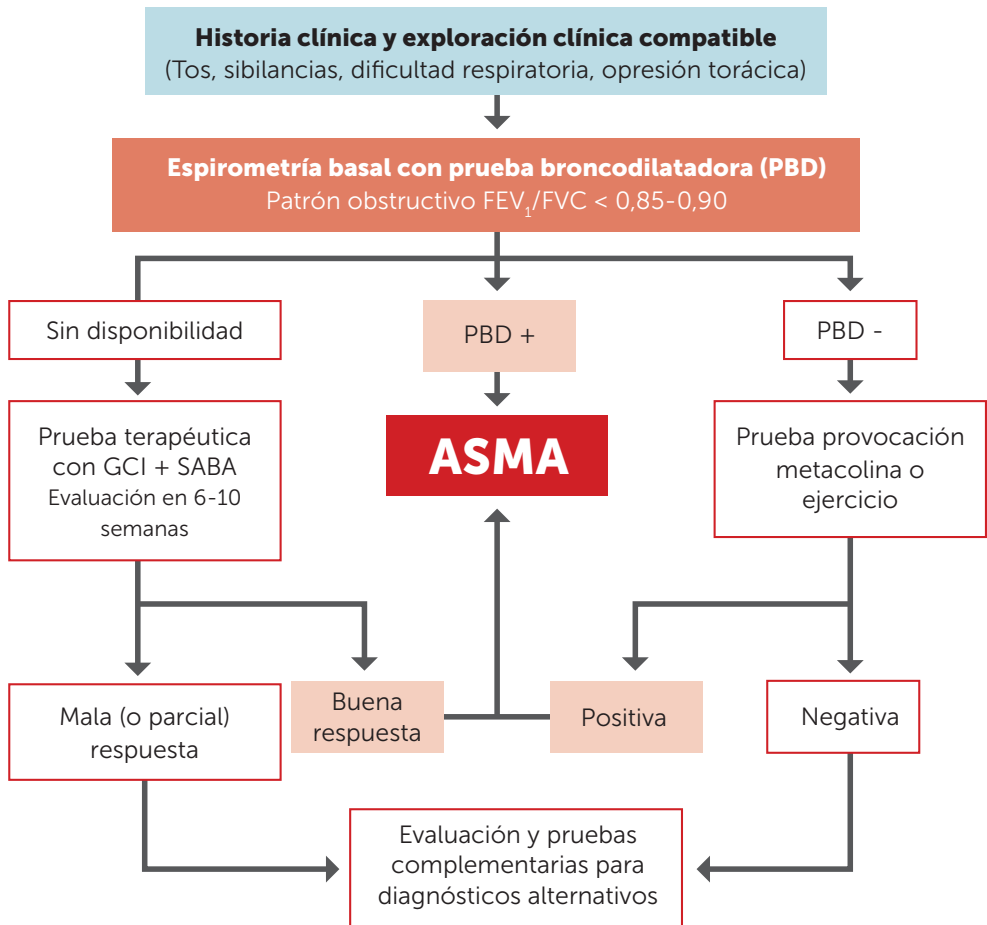 Historia clínica y exploración clínica compatible
(Tos, sibilancias, dificultad respiratoria, opresión torácica)
Espirometría basal con prueba broncodilatadora (PBD)
Patrón obstructivo FEV₁/FVC < 0,85-0,90
Sin disponibilidad
PBD +
PBD -
Prueba terapéutica
con GCI + SABA
Evaluación en 6-10
semanas
ASMA
Prueba provocación
metacolina o
ejercicio
Mala (o parcial)
respuesta
Buena
respuesta
Positiva
Negativa
Evaluación y pruebas
complementarias para
diagnósticos alternativos